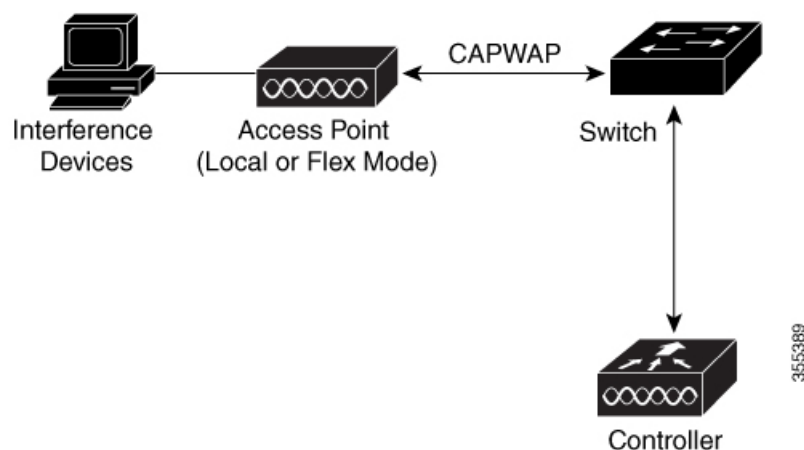 CAPWAP
Interference
Devices
Access Point
(Local or Flex Mode)
Switch
Controller
355389